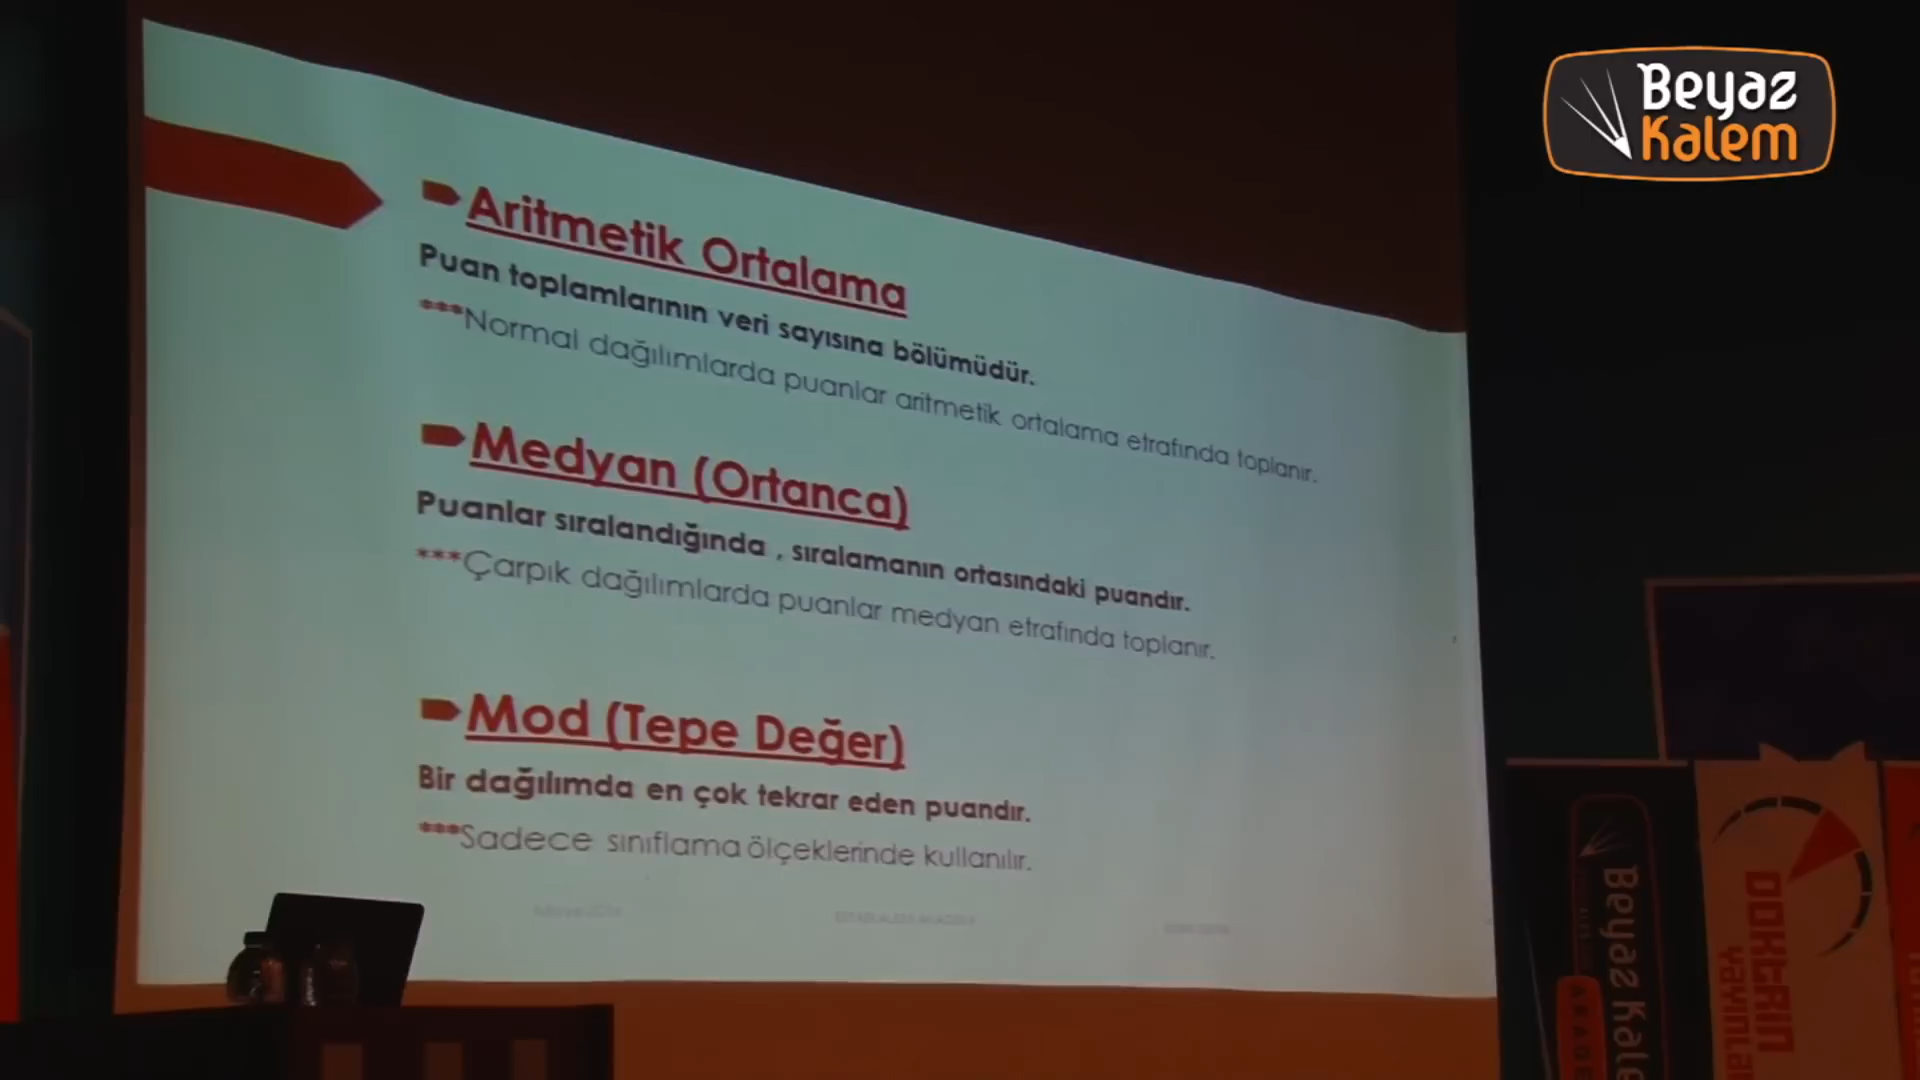 Beyaz
Kalem
Aritmetik Ortalama
Puan toplamlarının veri sayısına bölümüdür.
***Normal dağılımlarda puanlar aritmetik ortalama etrafında toplanır.
Medyan (Ortanca)
Puanlar sıralandığında , sıralamanın ortasındaki puandır.
***Çarpık dağılımlarda puanlar medyan etrafında toplanır.
Mod (Tepe Değer)
Bir dağılımda en çok tekrar eden puandır.
***Sadece sınıflama ölçeklerinde kullanılır.
Beyaz Kale
AKADE
DOKTRİN